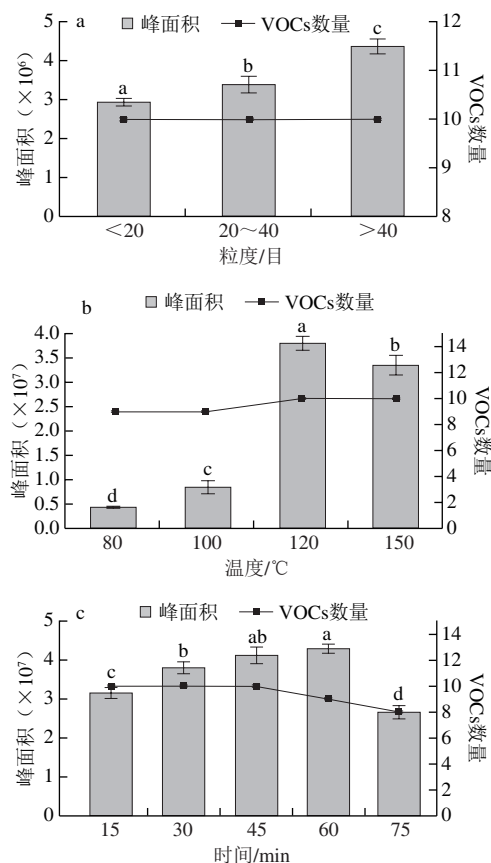 a 峰面积 VOCs数量
峰面积（×10⁶）
6
5
4
3
2
1
0
a
b
c
12
11
10
10
9
8
VOCs数量
＜20
20～40
＞40
粒度/目
b 峰面积 VOCs数量
峰面积（×10⁷）
4.0
3.5
3.0
2.5
2.0
1.5
1.0
0.5
0.0
d
c
a
b
14
12
10
8
6
4
2
0
VOCs数量
80
100
120
150
温度/℃
c 峰面积 VOCs数量
峰面积（×10⁷）
5
4
3
2
1
0
c
b
ab
a
d
14
12
10
8
6
4
2
0
VOCs数量
15
30
45
60
75
时间/min